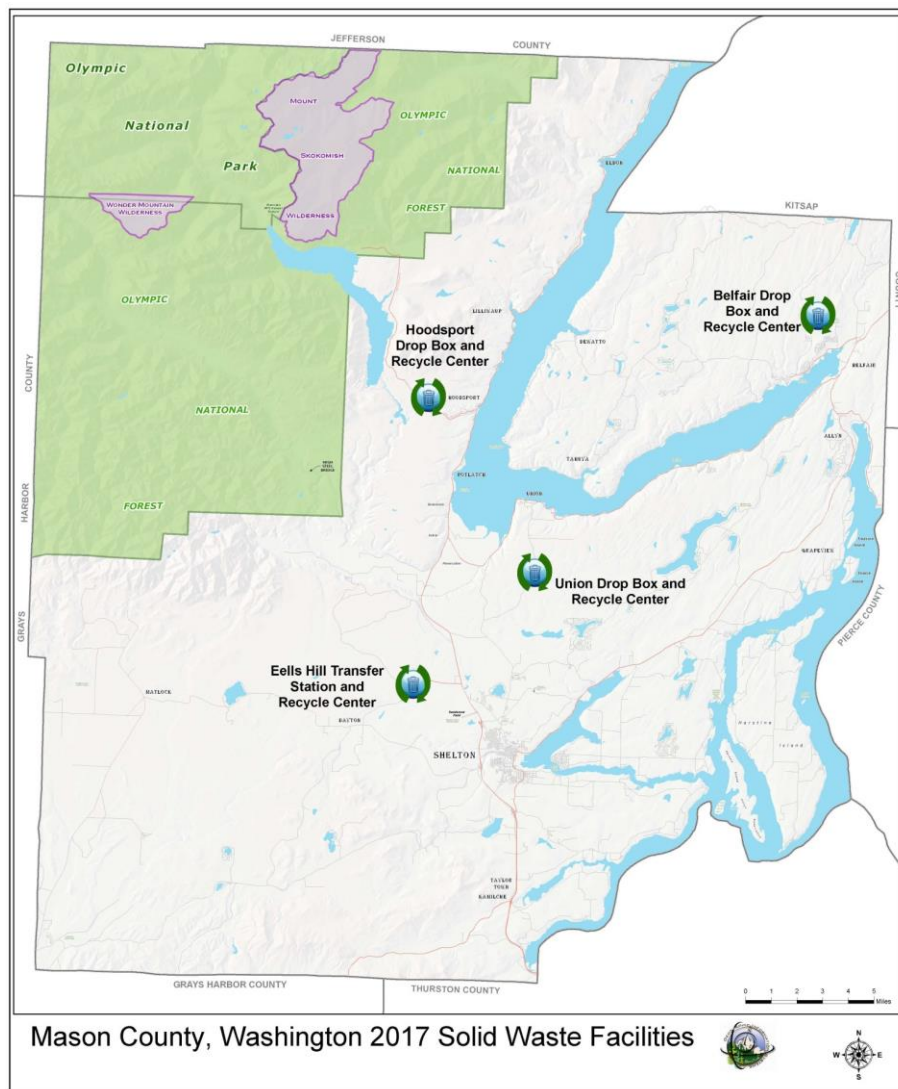 JEFFERSON
COUNTY
Olympic
National
Park
MOUNT
SKOKOMISH
WILDERNESS
OLYMPIC
NATIONAL
FOREST
WONDER MOUNTAIN
WILDERNESS
ELDON
KITSAP
OLYMPIC
NATIONAL
FOREST
COUNTY
HARBOR
GRAYS
LILLIWAUP
Hoodsport
Drop Box and
Recycle Center
HOODSPORT
Belfair Drop
Box and
Recycle Center
DEWATTO
BELFAIR
ALLYN
TAHUYA
POTLATCH
UNION
GRAPEVIEW
PIERCE COUNTY
Union Drop Box and
Recycle Center
Eells Hill Transfer
Station and
Recycle Center
MATLOCK
DAYTON
SHELTON
Harstine
Island
TAYLOR
TOWN
KAMILCHE
GRAYS HARBOR COUNTY
THURSTON COUNTY
0 1 2 3 4 5
Miles
Mason County, Washington 2017 Solid Waste Facilities
N
W E
S